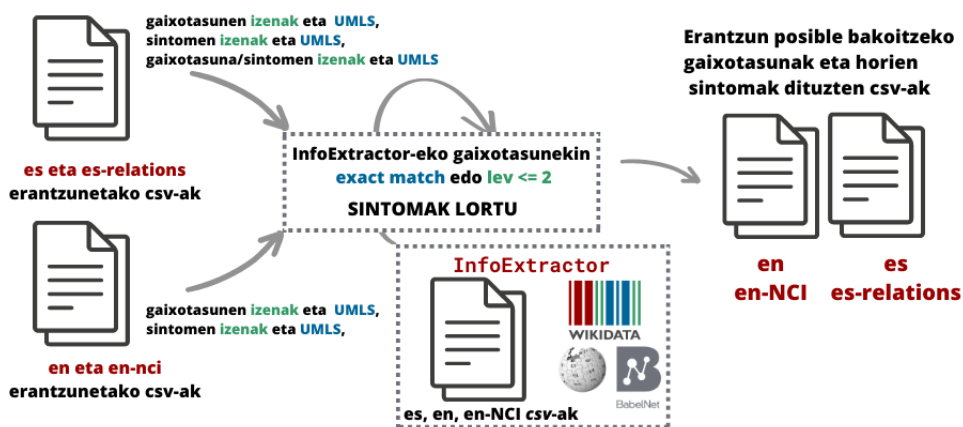 gaixotasunen izenak eta UMLS,
sintomen izenak eta UMLS,
gaixotasuna/sintomen izenak eta UMLS
es eta es-relations
erantzunetako csv-ak
InfoExtractor-eko gaixotasunekin
exact match edo lev <= 2
SINTOMAK LORTU
Erantzun posible bakoitzeko
gaixotasunak eta horien
sintomak dituzten csv-ak
en
en-NCI
es
es-relations
gaixotasunen izenak eta UMLS,
sintomen izenak eta UMLS,
en eta en-nci
erantzunetako csv-ak
InfoExtractor
WIKIDATA
BabelNet
es, en, en-NCI csv-ak